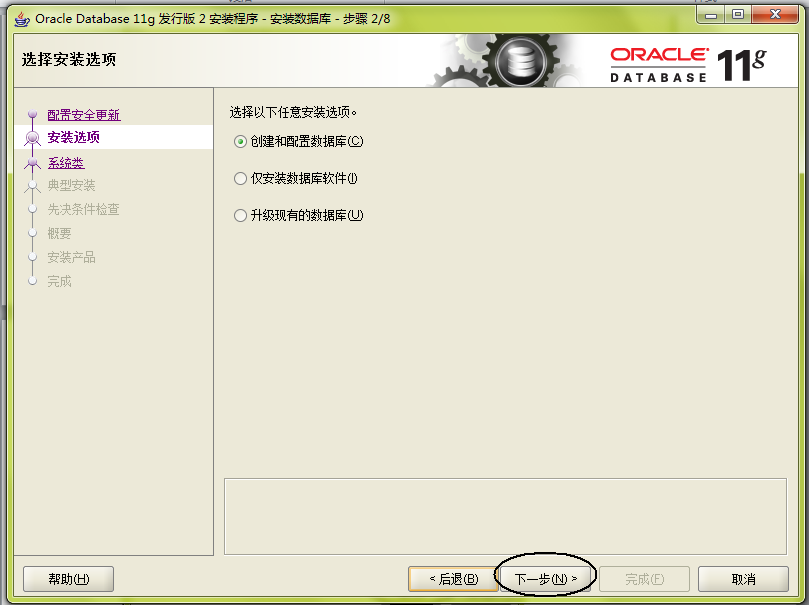 Oracle Database 11g 发行版 2 安装程序 - 安装数据库 - 步骤 2/8
选择安装选项
ORACLE
DATABASE
11g
配置安全更新
安装选项
系统类
典型安装
先决条件检查
概要
安装产品
完成
选择以下任意安装选项。
创建和配置数据库(C)
仅安装数据库软件(I)
升级现有的数据库(U)
帮助(H)
< 后退(B)
下一步(N) >
完成(F)
取消